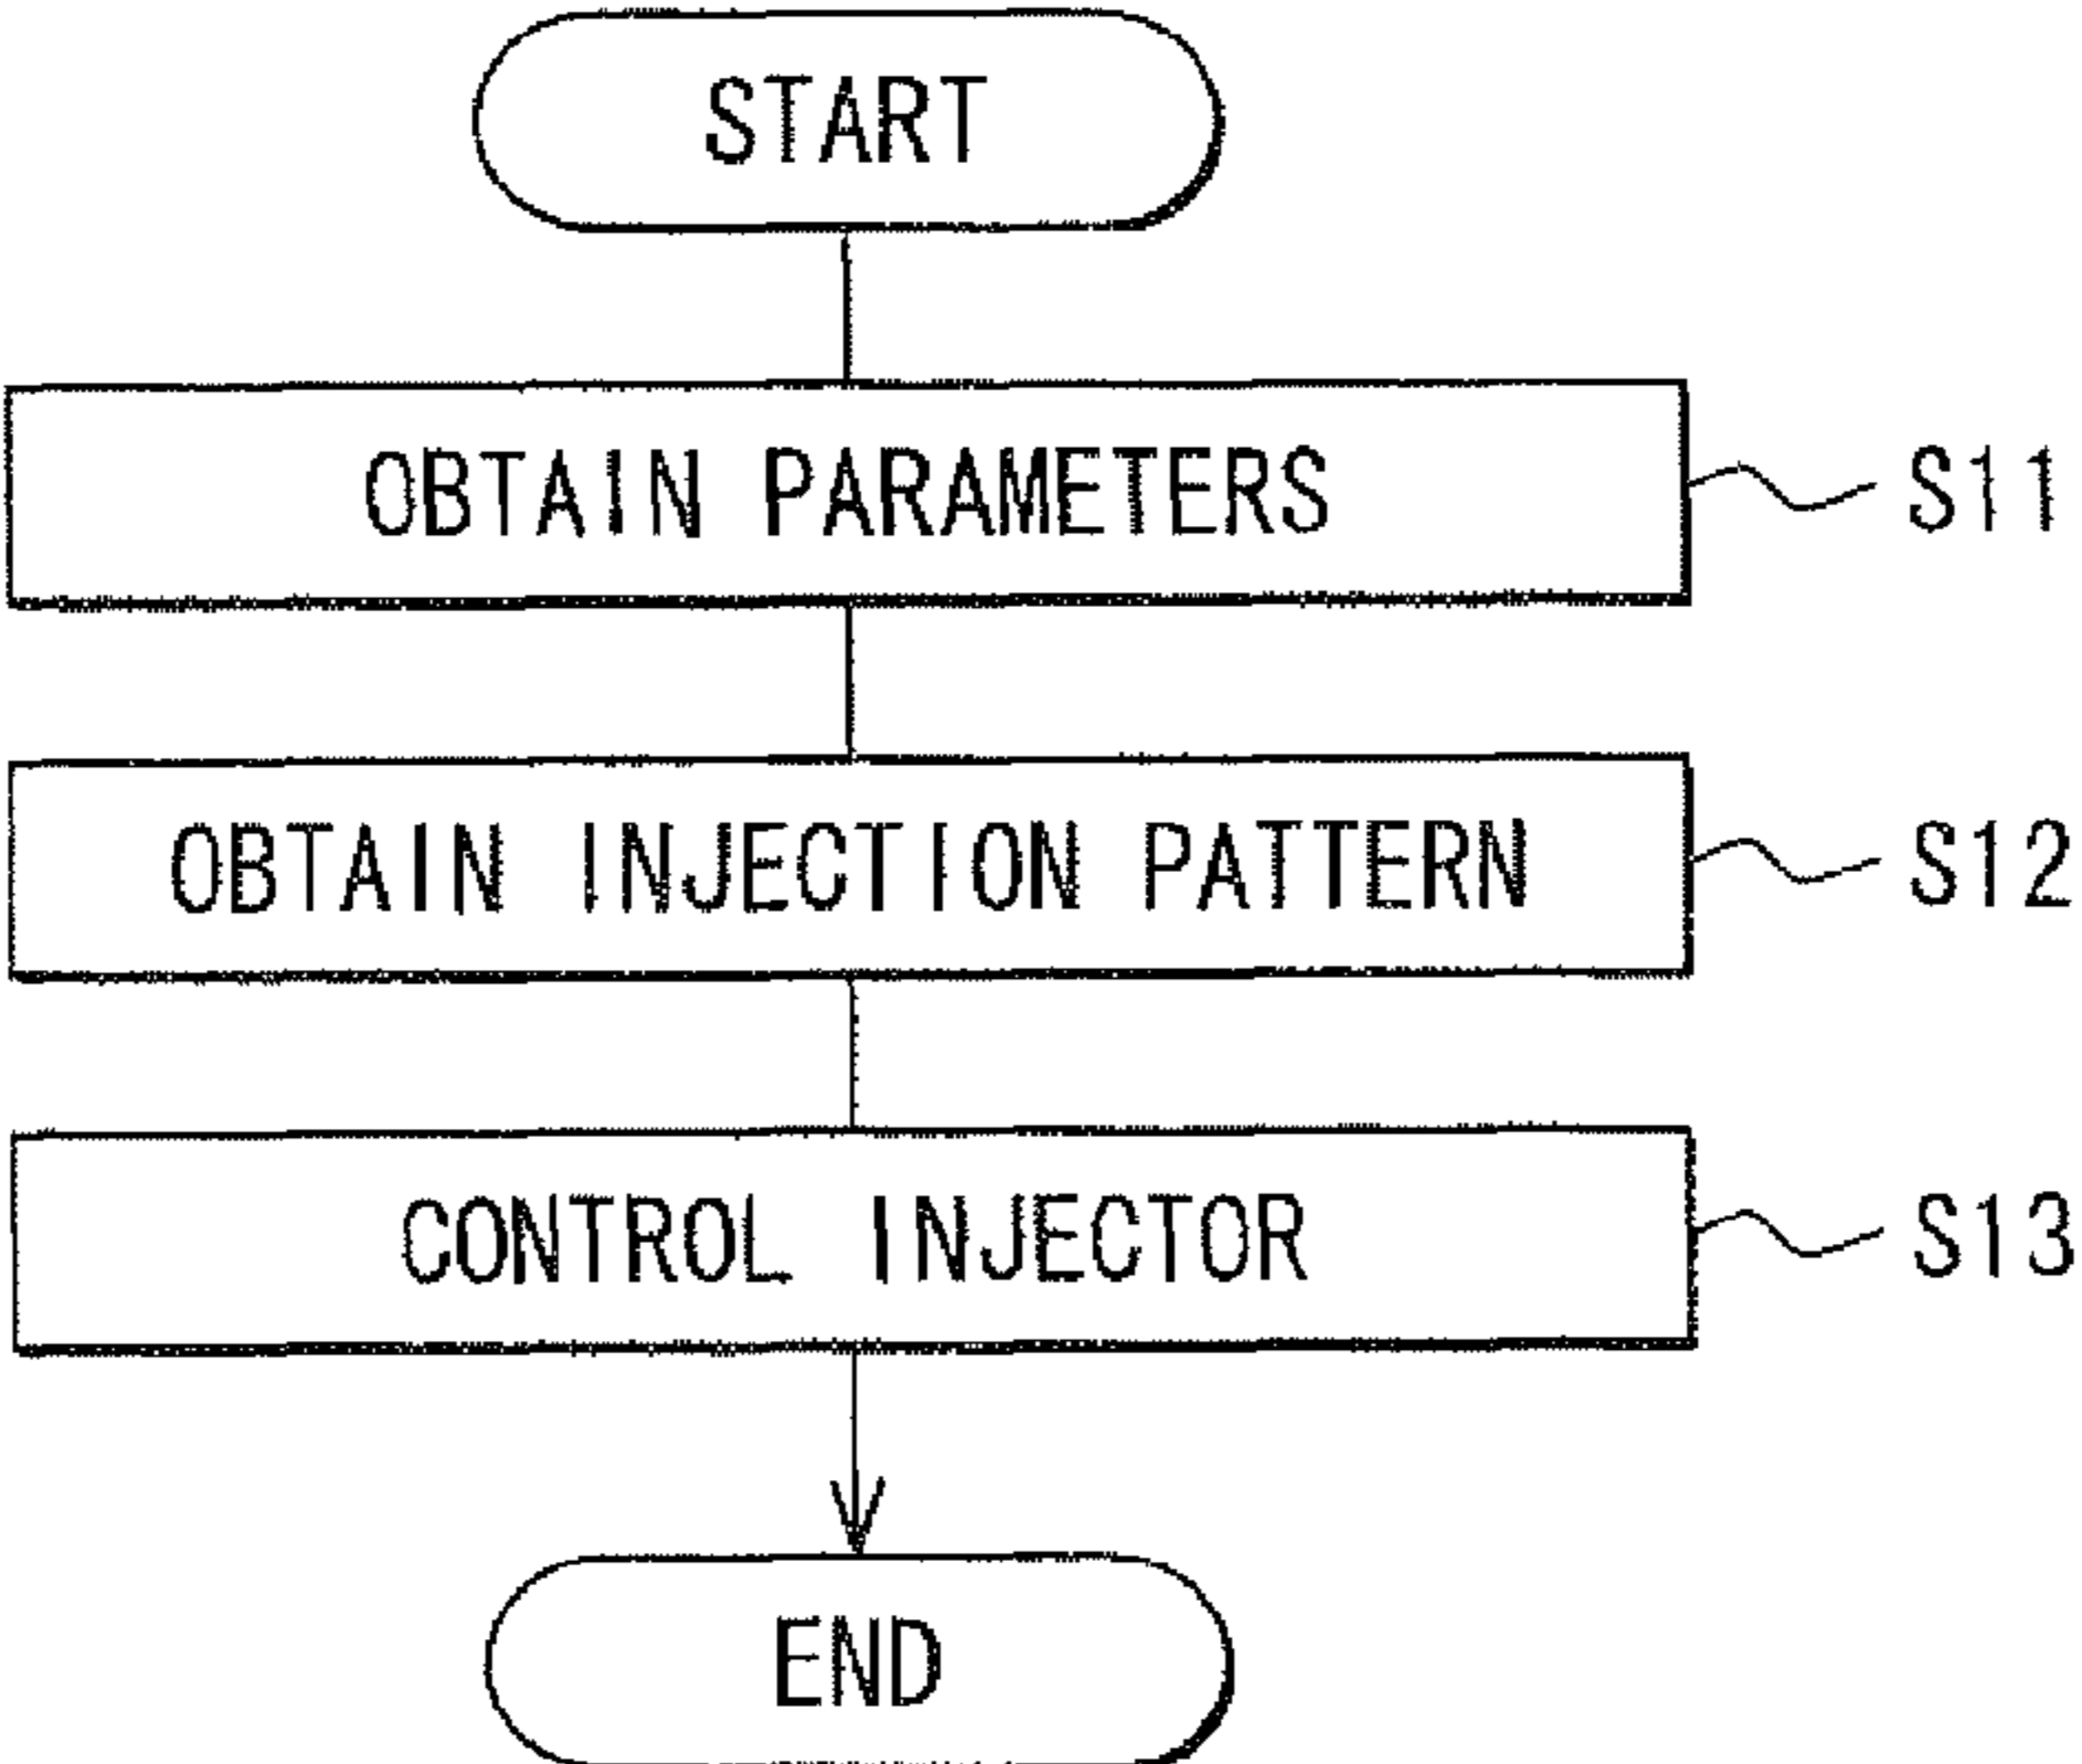 START
OBTAIN PARAMETERS S11
OBTAIN INJECTION PATTERN S12
CONTROL INJECTOR S13
END